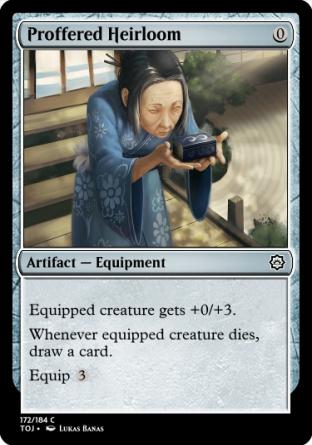 Proffered Heirloom 0
Artifact — Equipment
Equipped creature gets +0/+3.
Whenever equipped creature dies,
draw a card.
Equip 3
172/184 C
TOJ • Lukas Banas